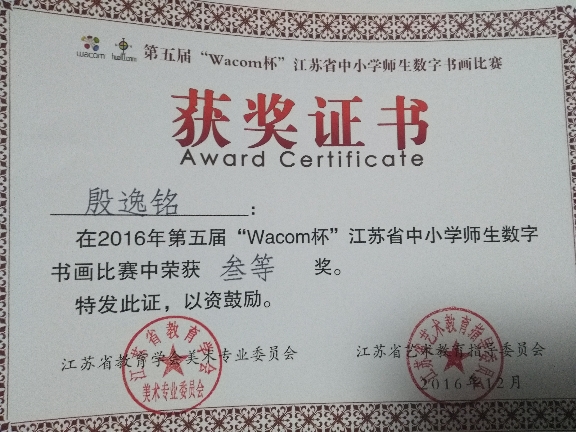 wacom
第五届“Wacom杯”江苏省中小学师生数字书画比赛
获奖证书
Award Certificate
殷逸铭：
在2016年第五届“Wacom杯”江苏省中小学师生数字
书画比赛中荣获 叁等 奖。
特发此证，以资鼓励。
江苏省教育学会美术专业委员会 江苏省艺术教育指导委员会
2016年12月
江苏省教育学会
美术专业委员会